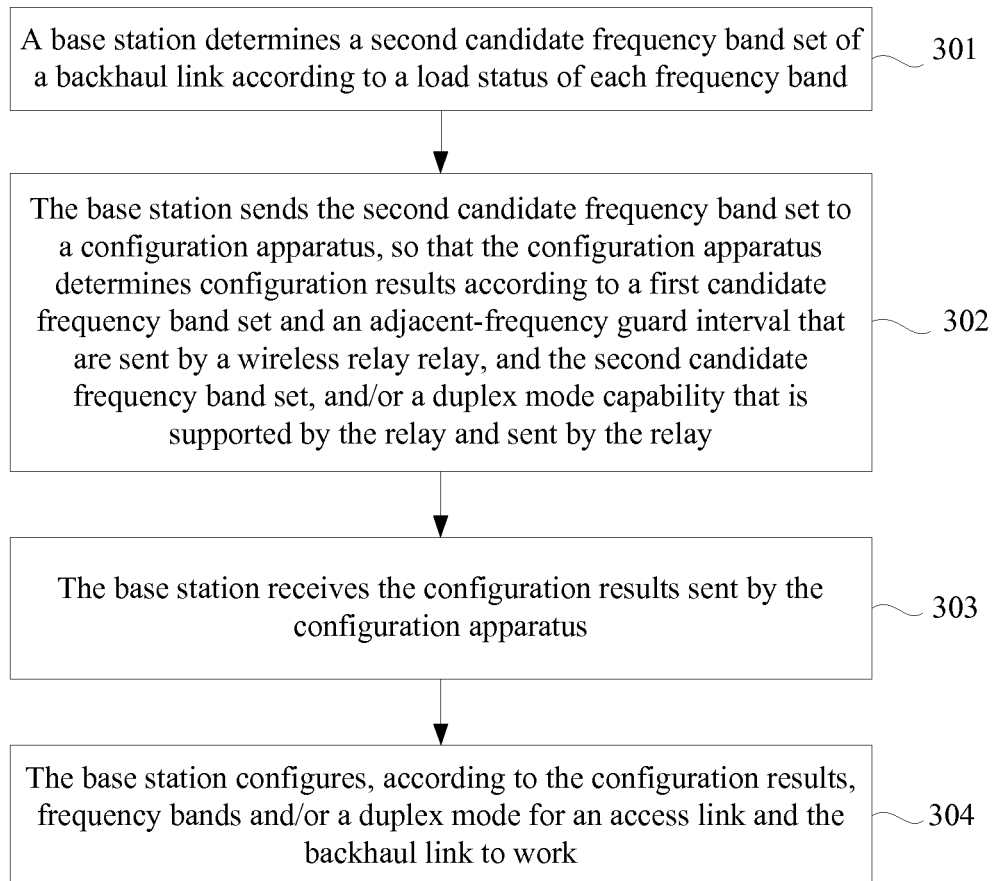 A base station determines a second candidate frequency band set of
a backhaul link according to a load status of each frequency band
301
The base station sends the second candidate frequency band set to
a configuration apparatus, so that the configuration apparatus
determines configuration results according to a first candidate
frequency band set and an adjacent-frequency guard interval that
are sent by a wireless relay relay, and the second candidate
frequency band set, and/or a duplex mode capability that is
supported by the relay and sent by the relay
302
The base station receives the configuration results sent by the
configuration apparatus
303
The base station configures, according to the configuration results,
frequency bands and/or a duplex mode for an access link and the
backhaul link to work
304